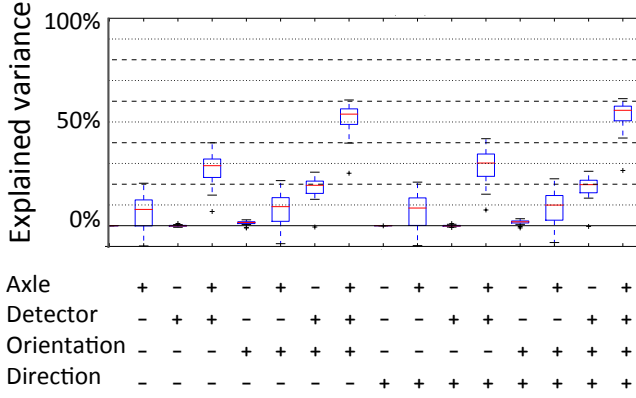 100%
50%
0%
Explained variance
Axle + − + − + − + − + − + − + − +
Detector − + + − − + + − − + + − − + +
Orientation − − − + + + + − − − − + + + +
Direction − − − − − − − + + + + + + + +